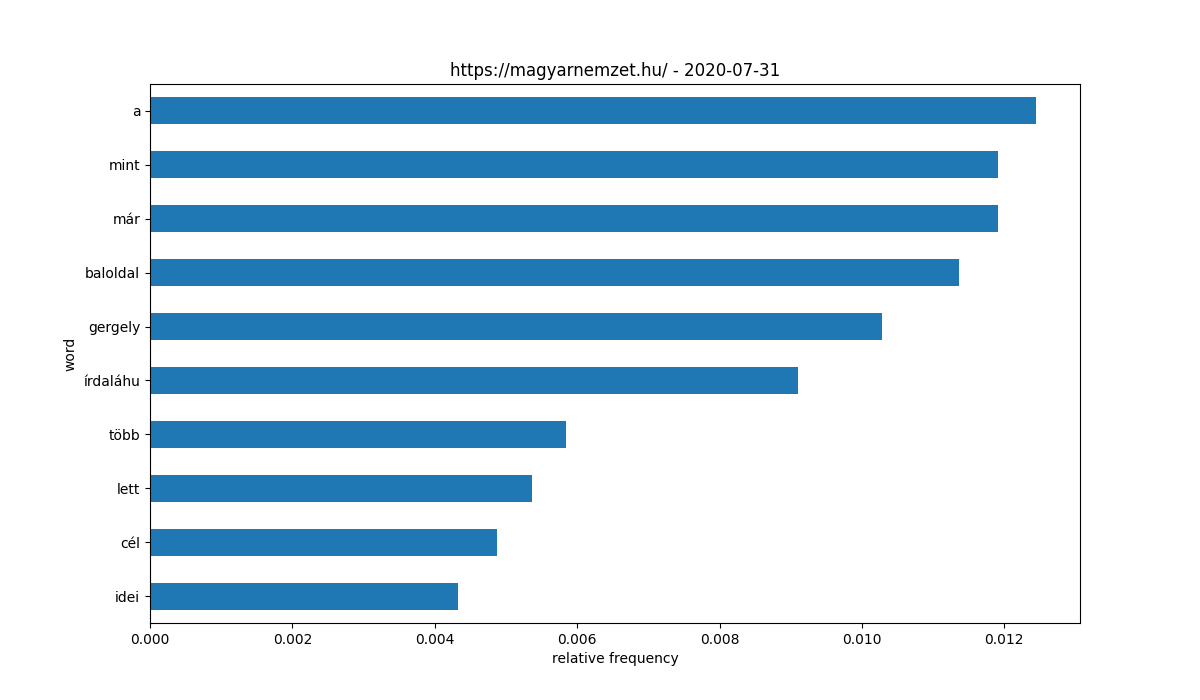 https://magyarnemzet.hu/ - 2020-07-31
a
mint
már
baloldal
gergely
írdaláhu
több
lett
cél
idei
word
0.000 0.002 0.004 0.006 0.008 0.010 0.012
relative frequency